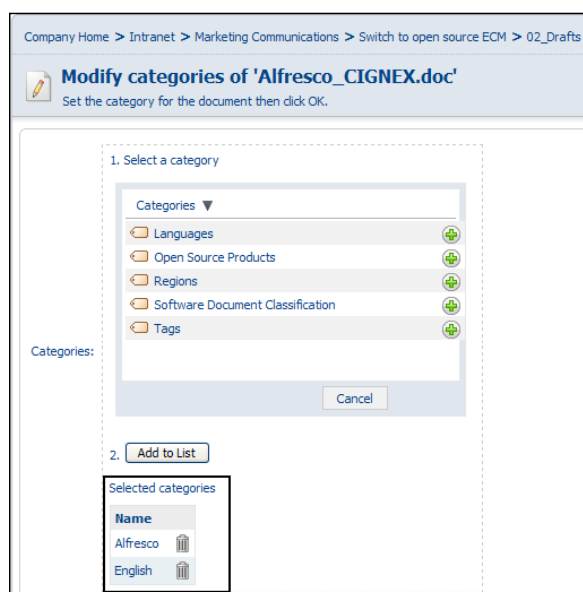 Company Home > Intranet > Marketing Communications > Switch to open source ECM > 02_Drafts
Modify categories of 'Alfresco_CIGNEX.doc'
Set the category for the document then click OK.
1. Select a category
Categories ▼
Languages
Open Source Products
Regions
Software Document Classification
Tags
Categories:
Cancel
2. Add to List
Selected categories
Name
Alfresco
English